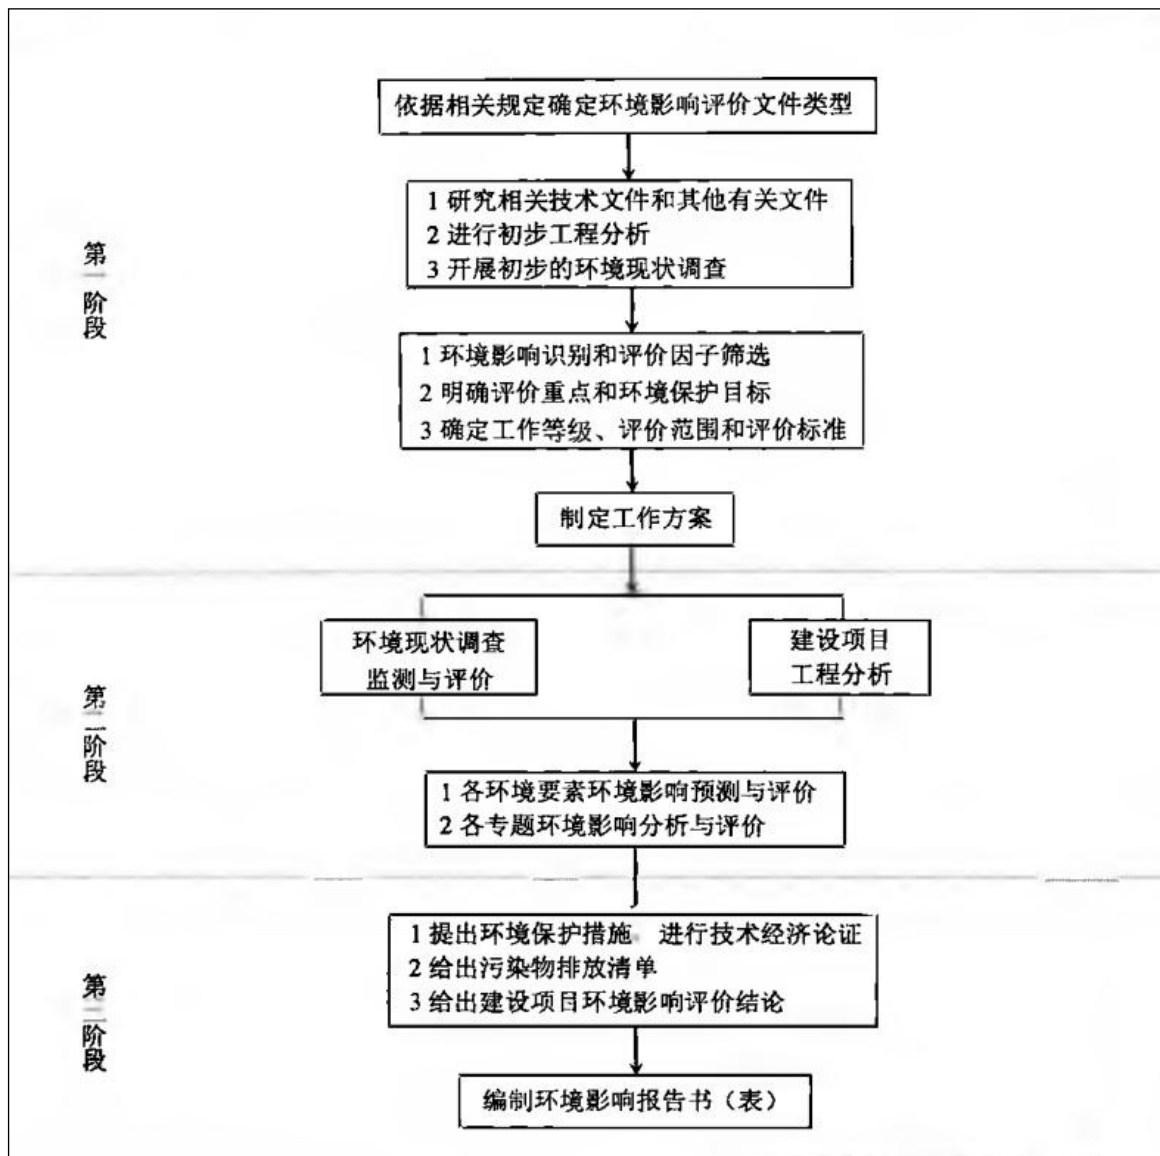 依据相关规定确定环境影响评价文件类型
1 研究相关技术文件和其他有关文件
2 进行初步工程分析
3 开展初步的环境现状调查
第一阶段
1 环境影响识别和评价因子筛选
2 明确评价重点和环境保护目标
3 确定工作等级、评价范围和评价标准
制定工作方案
环境现状调查
监测与评价
建设项目
工程分析
第二阶段
1 各环境要素环境影响预测与评价
2 各专题环境影响分析与评价
1 提出环境保护措施、进行技术经济论证
2 给出污染物排放清单
3 给出建设项目环境影响评价结论
第三阶段
编制环境影响报告书（表）